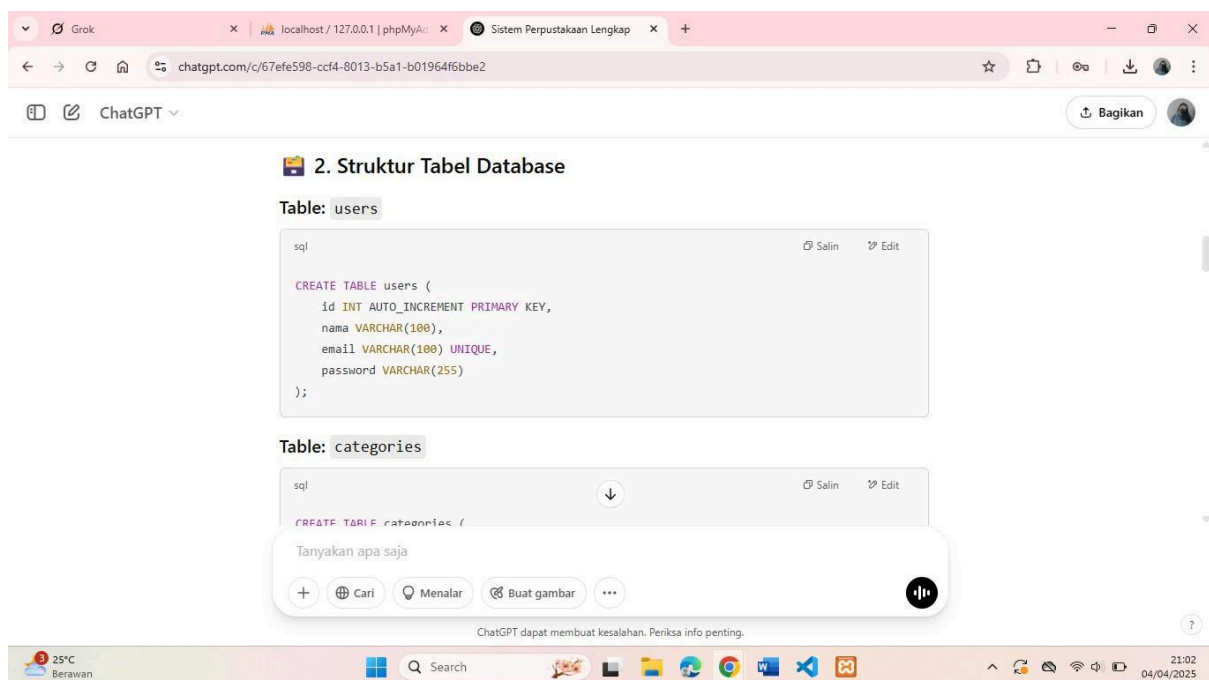 Grok
localhost / 127.0.0.1 | phpMyAd
Sistem Perpustakaan Lengkap
chatgpt.com/c/67efe598-ccf4-8013-b5a1-b01964f6bbe2
ChatGPT
Bagikan
2. Struktur Tabel Database
Table: users
sql Salin Edit
CREATE TABLE users (
id INT AUTO_INCREMENT PRIMARY KEY,
nama VARCHAR(100),
email VARCHAR(100) UNIQUE,
password VARCHAR(255)
);
Table: categories
sql Salin Edit
CREATE TABLE categories (
Tanyakan apa saja
+ Cari Menalar Buat gambar ...
ChatGPT dapat membuat kesalahan. Periksa info penting.
?
3 25°C
Berawan
Search
21:02
04/04/2025